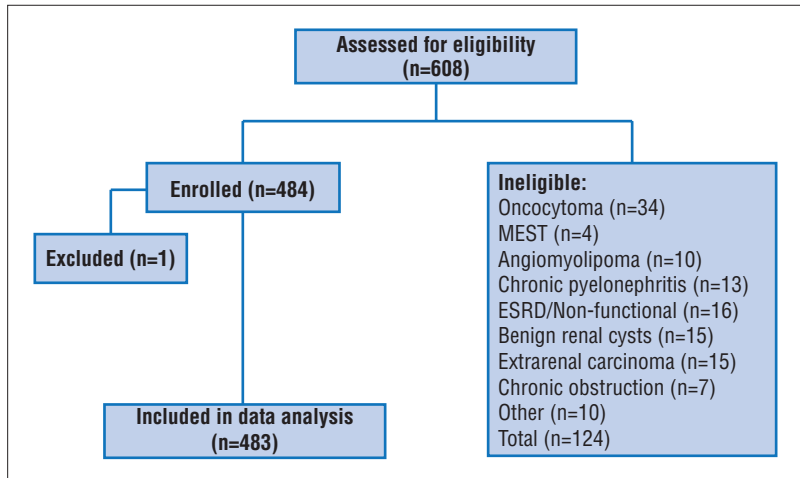 Assessed for eligibility
(n=608)
Enrolled (n=484)
Excluded (n=1)
Included in data analysis
(n=483)
Ineligible:
Oncocytoma (n=34)
MEST (n=4)
Angiomyolipoma (n=10)
Chronic pyelonephritis (n=13)
ESRD/Non-functional (n=16)
Benign renal cysts (n=15)
Extrarenal carcinoma (n=15)
Chronic obstruction (n=7)
Other (n=10)
Total (n=124)